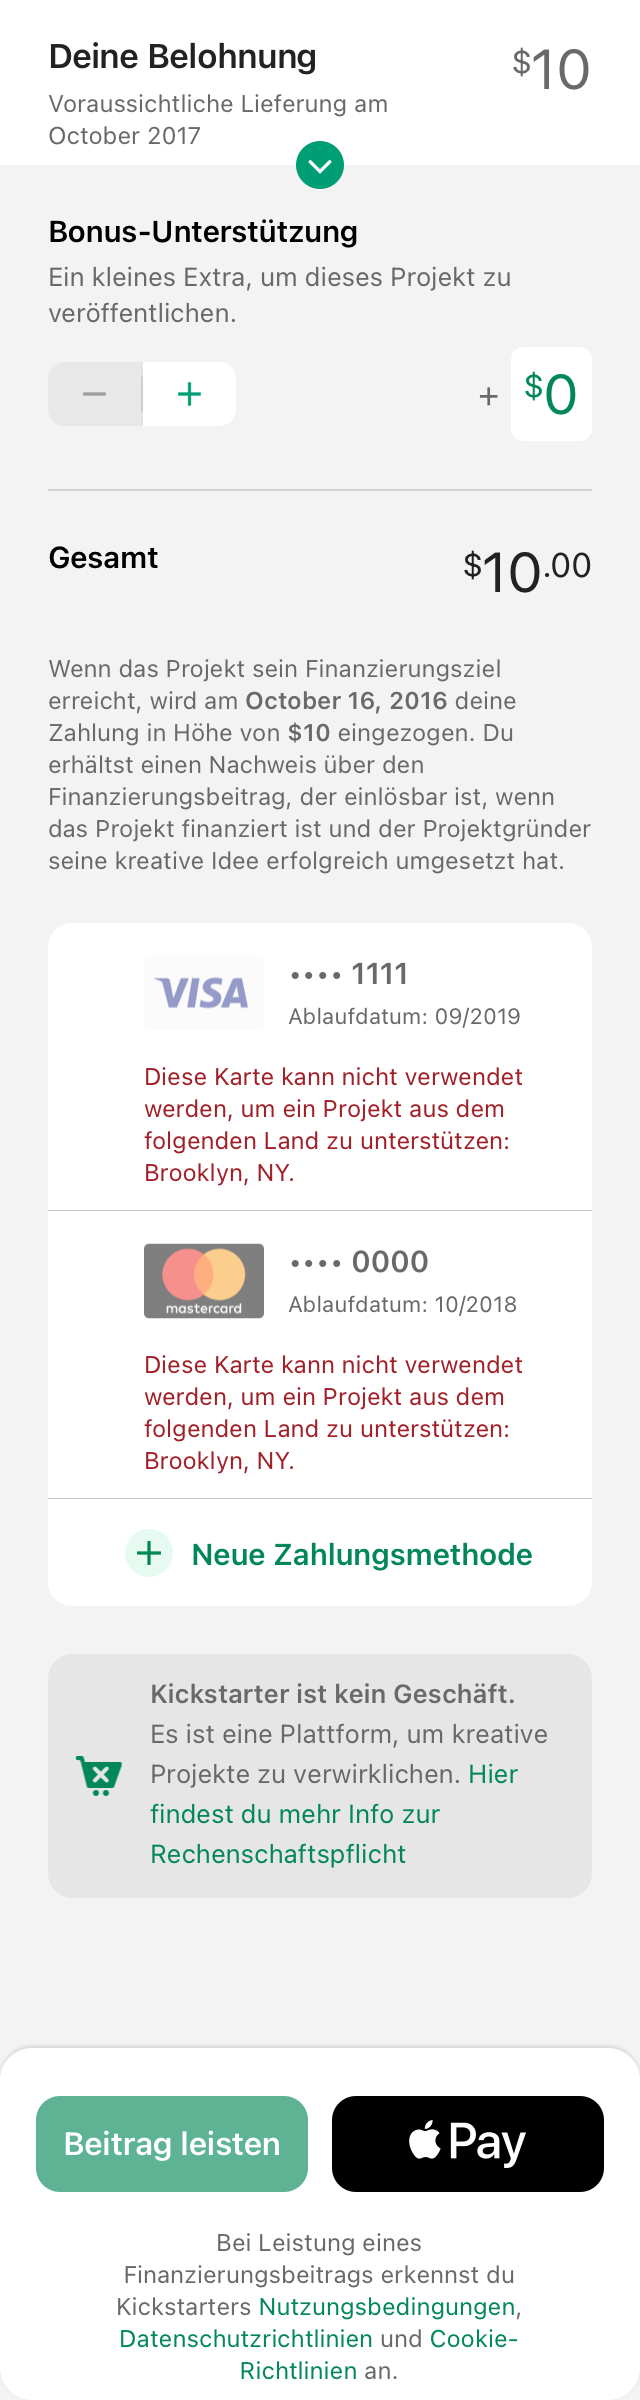 Deine Belohnung
$10
Voraussichtliche Lieferung am
October 2017
Bonus-Unterstützung
Ein kleines Extra, um dieses Projekt zu
veröffentlichen.
− + + $0
Gesamt
$10.00
Wenn das Projekt sein Finanzierungsziel
erreicht, wird am October 16, 2016 deine
Zahlung in Höhe von $10 eingezogen. Du
erhältst einen Nachweis über den
Finanzierungsbeitrag, der einlösbar ist, wenn
das Projekt finanziert ist und der Projektgründer
seine kreative Idee erfolgreich umgesetzt hat.
VISA
•••• 1111
Ablaufdatum: 09/2019
Diese Karte kann nicht verwendet
werden, um ein Projekt aus dem
folgenden Land zu unterstützen:
Brooklyn, NY.
mastercard
•••• 0000
Ablaufdatum: 10/2018
Diese Karte kann nicht verwendet
werden, um ein Projekt aus dem
folgenden Land zu unterstützen:
Brooklyn, NY.
+ Neue Zahlungsmethode
Kickstarter ist kein Geschäft.
Es ist eine Plattform, um kreative
Projekte zu verwirklichen. Hier
findest du mehr Info zur
Rechenschaftspflicht
Beitrag leisten
Pay
Bei Leistung eines
Finanzierungsbeitrags erkennst du
Kickstarters Nutzungsbedingungen,
Datenschutzrichtlinien und Cookie-
Richtlinien an.